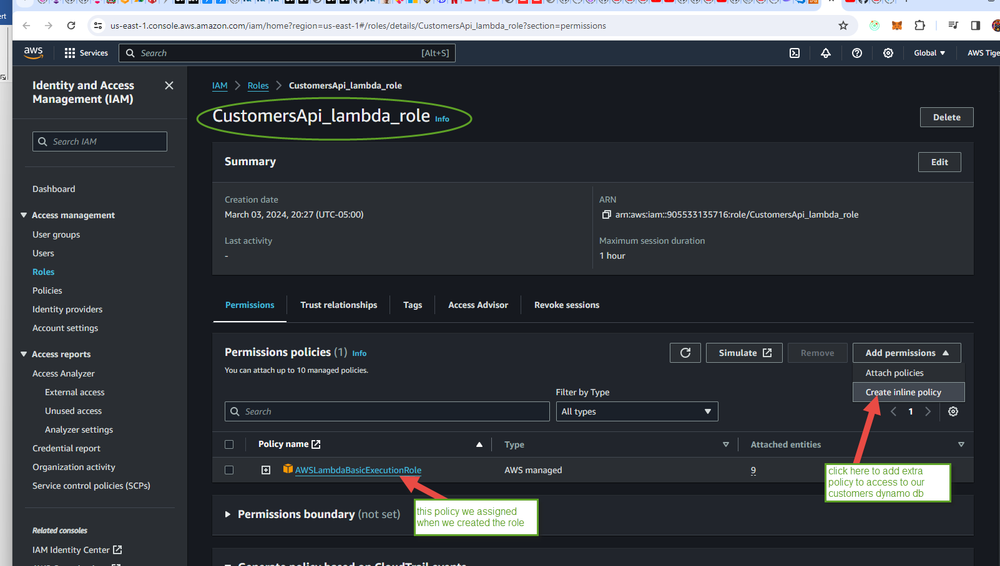 ert
us-east-1.console.aws.amazon.com/iam/home?region=us-east-1#/roles/details/CustomersApi_lambda_role?section=permissions
aws
Services
Search
[Alt+S]
Global
AWS Tige
Identity and Access
Management (IAM)
Search IAM
Dashboard
Access management
User groups
Users
Roles
Policies
Identity providers
Account settings
Access reports
Access Analyzer
External access
Unused access
Analyzer settings
Credential report
Organization activity
Service control policies (SCPs)
Related consoles
IAM Identity Center
IAM
Roles
CustomersApi_lambda_role
CustomersApi_lambda_role Info
Delete
Summary
Edit
Creation date
March 03, 2024, 20:27 (UTC-05:00)
ARN
arn:aws:iam::905533135716:role/CustomersApi_lambda_role
Last activity
-
Maximum session duration
1 hour
Permissions
Trust relationships
Tags
Access Advisor
Revoke sessions
Permissions policies (1) Info
You can attach up to 10 managed policies.
Simulate
Remove
Add permissions
Attach policies
Create inline policy
Filter by Type
Search
All types
1
Policy name
Type
Attached entities
AWSLambdaBasicExecutionRole
AWS managed
9
click here to add extra
policy to access to our
customers dynamo db
this policy we assigned
when we created the role
Permissions boundary (not set)
Generate policy based on CloudTrail events